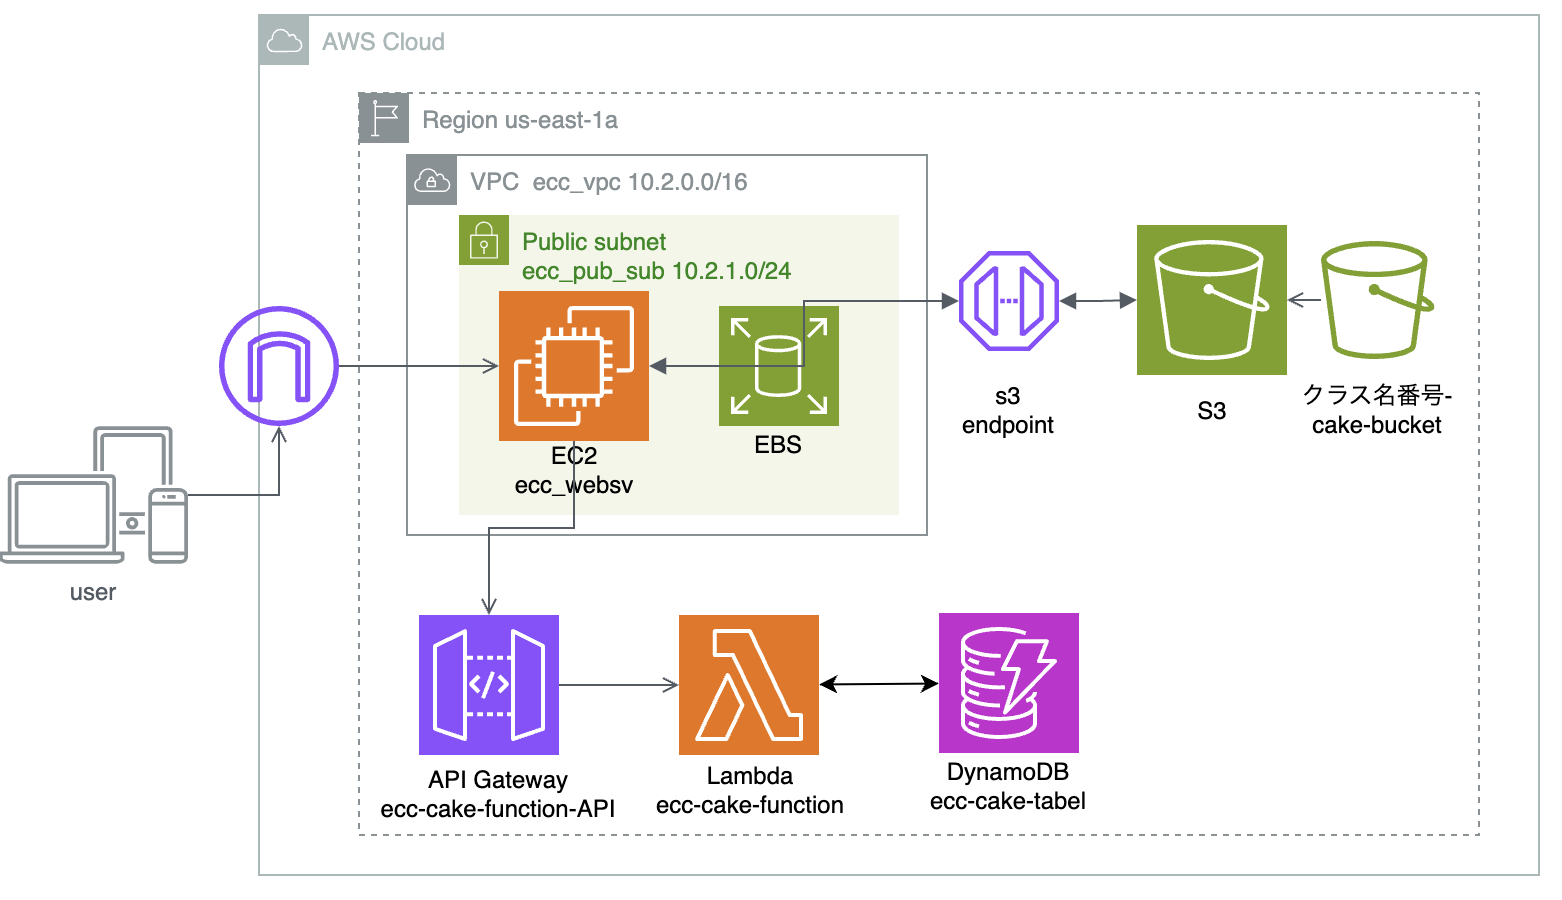 AWS Cloud
Region us-east-1a
VPC ecc_vpc 10.2.0.0/16
Public subnet
ecc_pub_sub 10.2.1.0/24
EC2
ecc_websv
EBS
s3
endpoint
S3
クラス名番号-
cake-bucket
user
API Gateway
ecc-cake-function-API
Lambda
ecc-cake-function
DynamoDB
ecc-cake-tabel